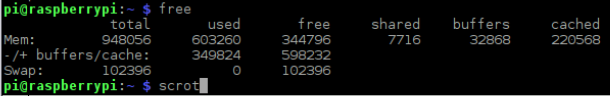 pi@raspberrypi:~ $ free
             total       used       free     shared    buffers     cached
Mem:        948056     603260     344796       7716      32868     220568
-/+ buffers/cache:     349824     598232
Swap:       102396          0     102396
pi@raspberrypi:~ $ scrot